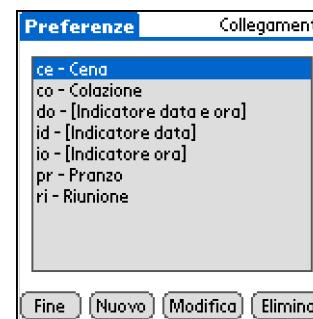 Preferenze Collegament
ce - Cena
co - Colazione
do - [Indicatore data e ora]
id - [Indicatore data]
io - [Indicatore ora]
pr - Pranzo
ri - Riunione
Fine Nuovo Modifica Elimina